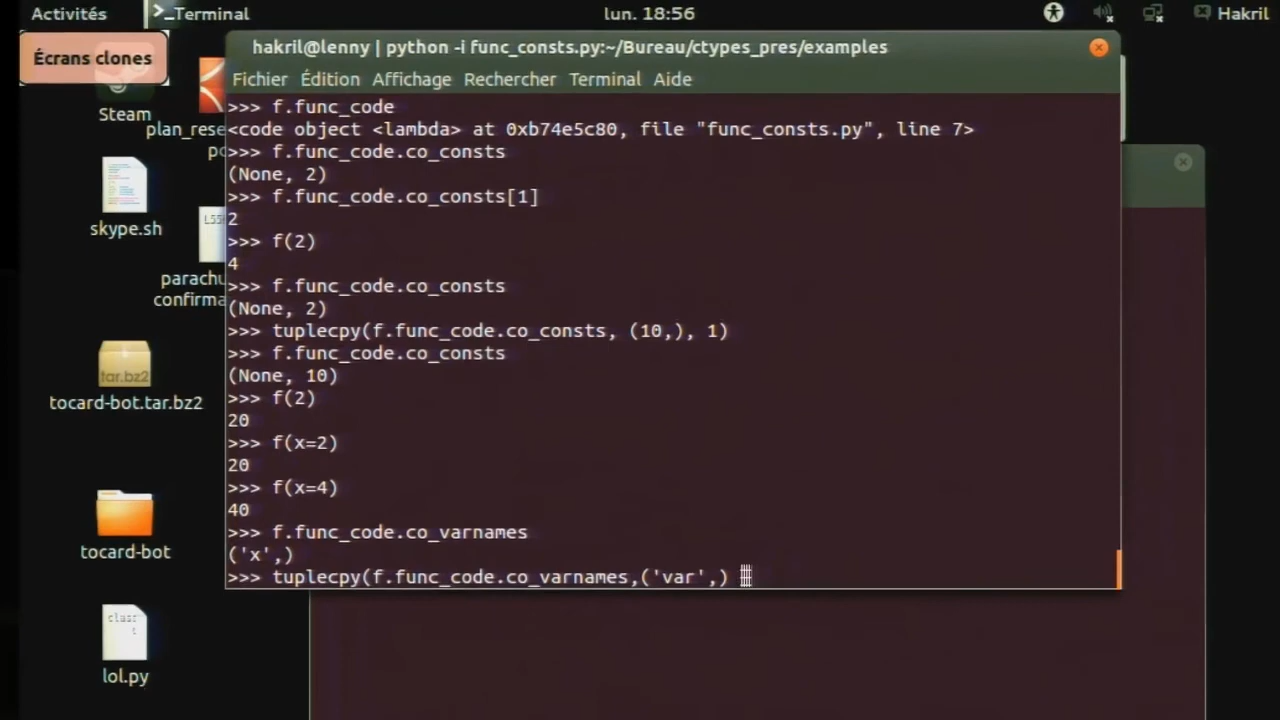 Activités
Terminal
lun. 18:56
Hakril
Écrans clones
hakril@lenny | python -i func_consts.py:~/Bureau/ctypes_pres/examples
Fichier Édition Affichage Rechercher Terminal Aide
>>> f.func_code
<code object <lambda> at 0xb74e5c80, file "func_consts.py", line 7>
>>> f.func_code.co_consts
(None, 2)
>>> f.func_code.co_consts[1]
2
>>> f(2)
4
>>> f.func_code.co_consts
(None, 2)
>>> tuplecpy(f.func_code.co_consts, (10,), 1)
>>> f.func_code.co_consts
(None, 10)
>>> f(2)
20
>>> f(x=2)
20
>>> f(x=4)
40
>>> f.func_code.co_varnames
('x',)
>>> tuplecpy(f.func_code.co_varnames,('var',)
Steam
plan_rese
skype.sh
parachu
confirma
tocard-bot.tar.bz2
tar.bz2
tocard-bot
lol.py